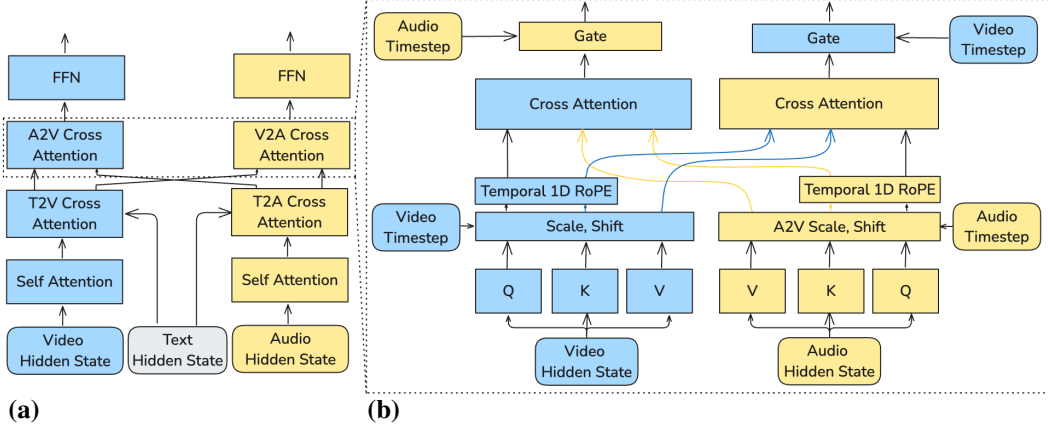 FFN
FFN
A2V Cross
Attention
V2A Cross
Attention
T2V Cross
Attention
T2A Cross
Attention
Self Attention
Self Attention
Video
Hidden State
Text
Hidden State
Audio
Hidden State
(a)
Audio
Timestep
Gate
Gate
Video
Timestep
Cross Attention
Cross Attention
Temporal 1D RoPE
Temporal 1D RoPE
Video
Timestep
Scale, Shift
A2V Scale, Shift
Audio
Timestep
Q
K
V
V
K
Q
Video
Hidden State
Audio
Hidden State
(b)